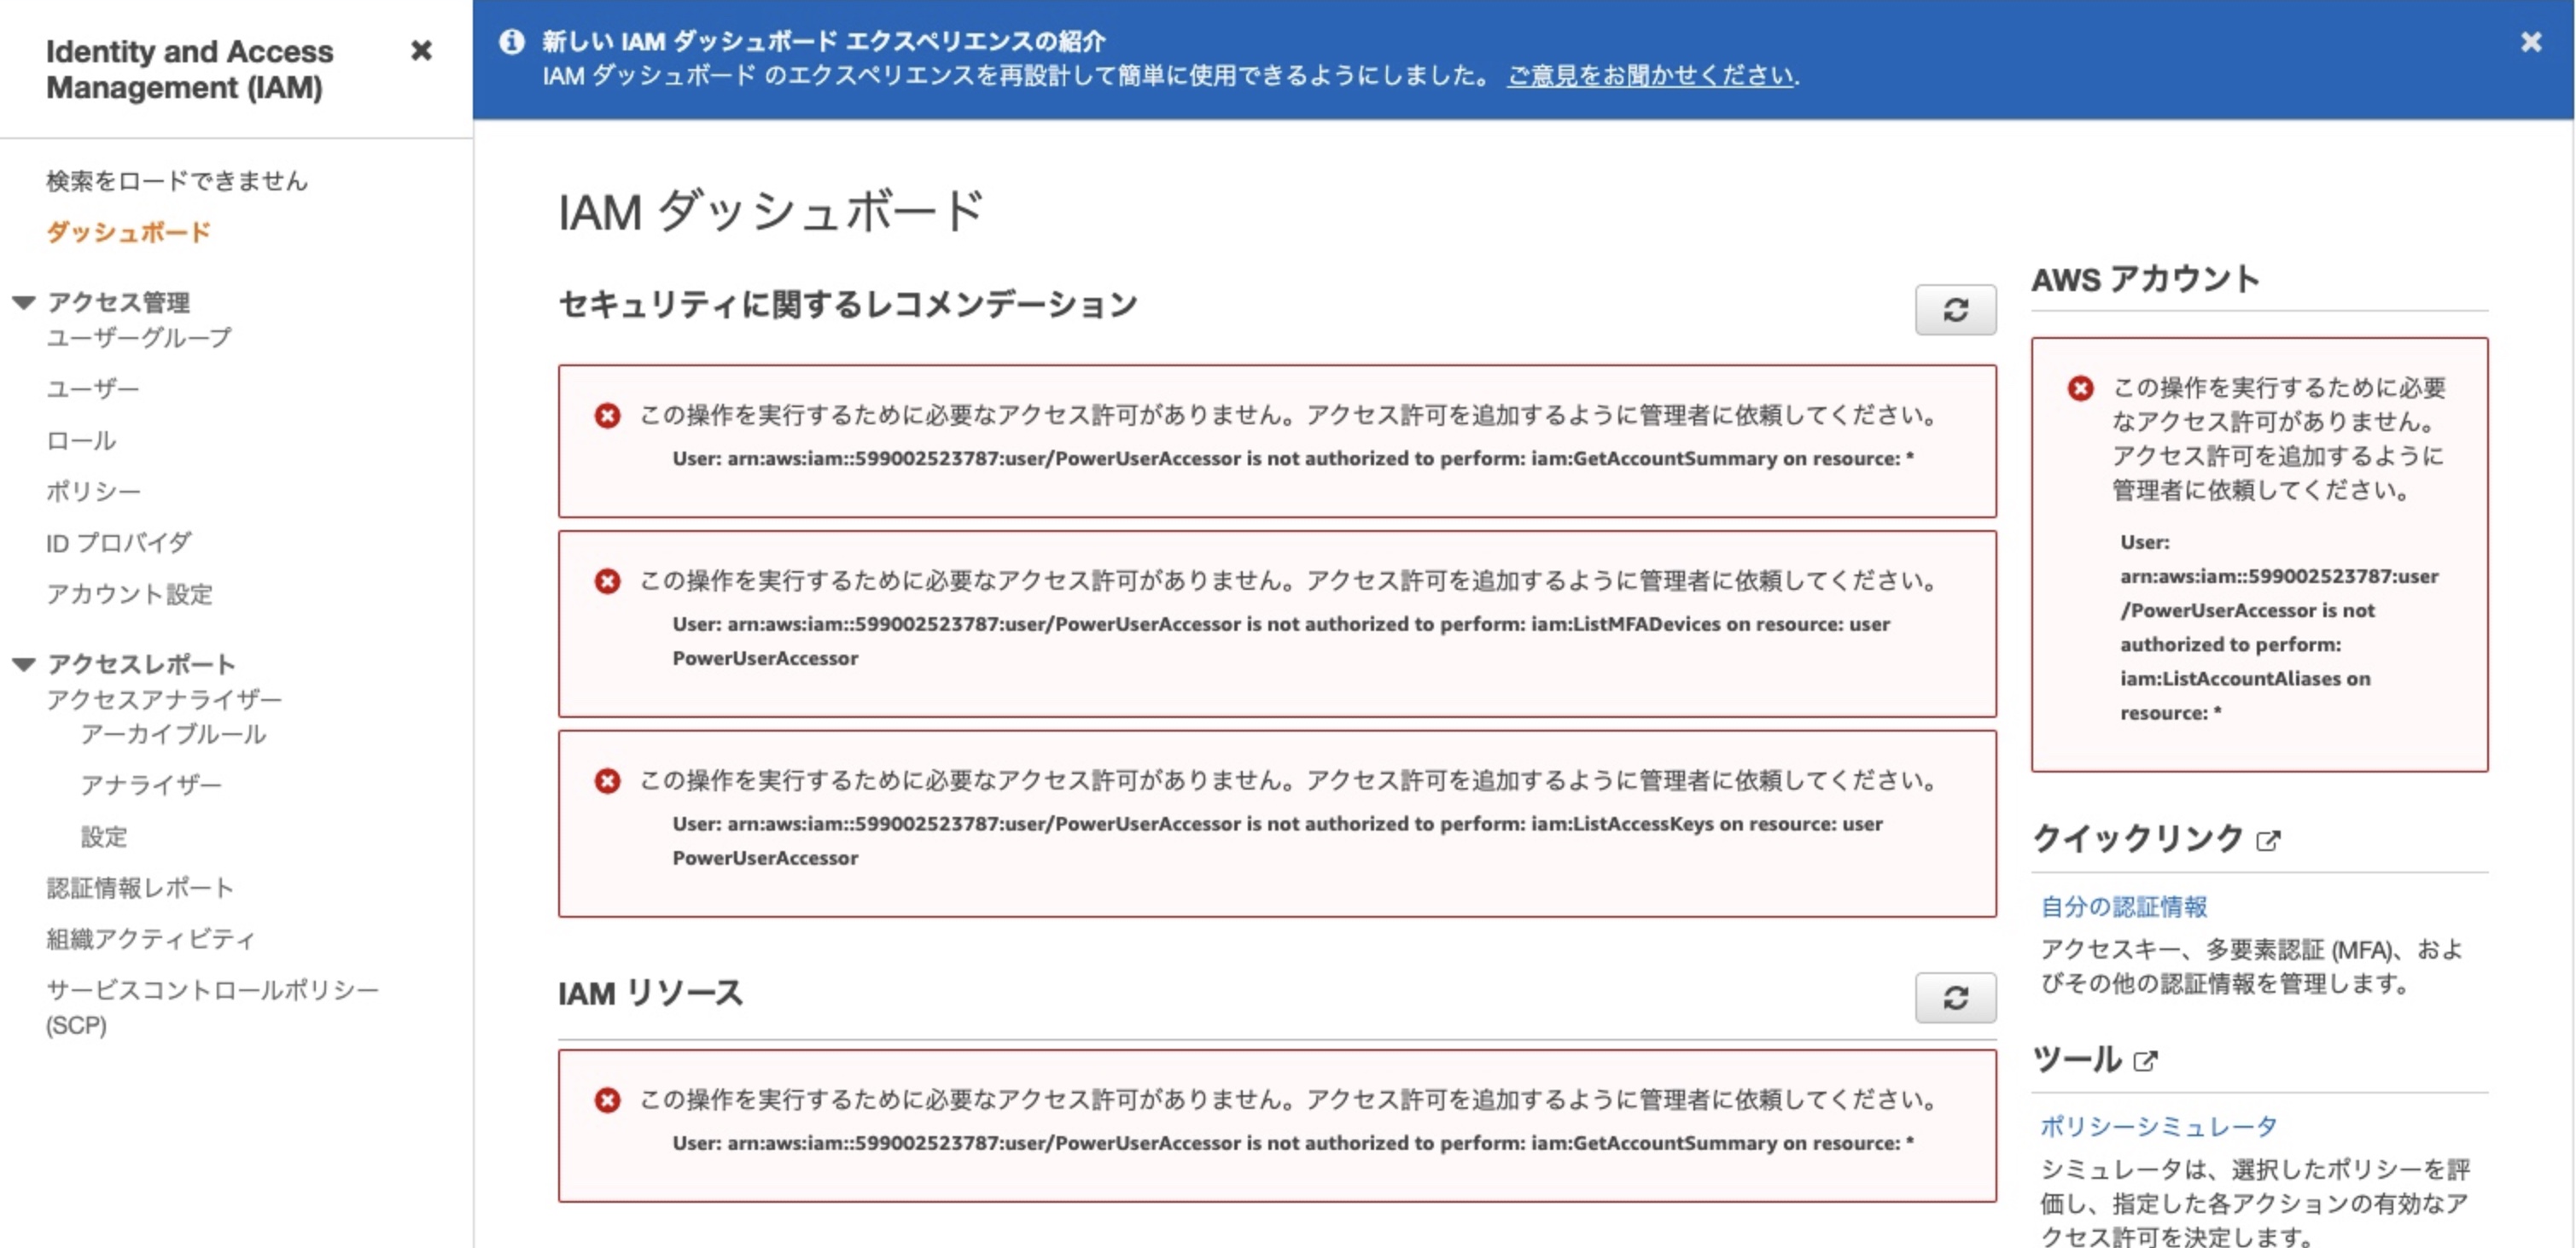 Identity and Access
Management (IAM)
検索をロードできません
ダッシュボード
アクセス管理
ユーザーグループ
ユーザー
ロール
ポリシー
ID プロバイダ
アカウント設定
アクセスレポート
アクセスアナライザー
アーカイブルール
アナライザー
設定
認証情報レポート
組織アクティビティ
サービスコントロールポリシー
(SCP)
新しい IAM ダッシュボード エクスペリエンスの紹介
IAM ダッシュボード のエクスペリエンスを再設計して簡単に使用できるようにしました。 ご意見をお聞かせください.
IAM ダッシュボード
セキュリティに関するレコメンデーション
この操作を実行するために必要なアクセス許可がありません。アクセス許可を追加するように管理者に依頼してください。
User: arn:aws:iam::599002523787:user/PowerUserAccessor is not authorized to perform: iam:GetAccountSummary on resource: *
この操作を実行するために必要なアクセス許可がありません。アクセス許可を追加するように管理者に依頼してください。
User: arn:aws:iam::599002523787:user/PowerUserAccessor is not authorized to perform: iam:ListMFADevices on resource: user
PowerUserAccessor
この操作を実行するために必要なアクセス許可がありません。アクセス許可を追加するように管理者に依頼してください。
User: arn:aws:iam::599002523787:user/PowerUserAccessor is not authorized to perform: iam:ListAccessKeys on resource: user
PowerUserAccessor
IAM リソース
この操作を実行するために必要なアクセス許可がありません。アクセス許可を追加するように管理者に依頼してください。
User: arn:aws:iam::599002523787:user/PowerUserAccessor is not authorized to perform: iam:GetAccountSummary on resource: *
AWS アカウント
この操作を実行するために必要
なアクセス許可がありません。
アクセス許可を追加するように
管理者に依頼してください。
User:
arn:aws:iam::599002523787:user
/PowerUserAccessor is not
authorized to perform:
iam:ListAccountAliases on
resource: *
クイックリンク
自分の認証情報
アクセスキー、多要素認証 (MFA)、およ
びその他の認証情報を管理します。
ツール
ポリシーシミュレータ
シミュレータは、選択したポリシーを評
価し、指定した各アクションの有効なア
クセス許可を決定します。